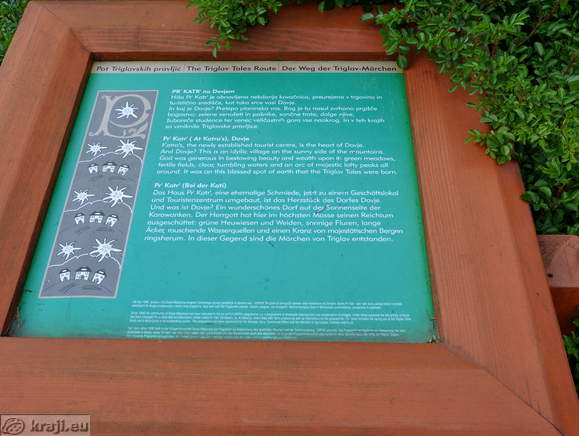 Pot Triglavskih pravljic | The Triglav Tales Route | Der Weg der Triglav-Märchen
PR' KATR' na Dovjem
Hiša Pr' Katr' je obnovljena nekdanja kovačnica, preurejena v trgovino in
turistično središče, kot tako srce vasi Dovje.
In kaj je Dovje? Prelepa planinska vas. Bog je tu nasul zvrhano prgišče
bogastva: zelene senožeti in pašnike, sončne trate, dolge njive,
žuboreče studence ter venec veličastnih gora vse naokrog. In v teh krajih
so vzniknile Triglavske pravljice.
Pri Katr' ( At Katra's), Dovje
Katra's, the newly established tourist centre, is the heart of Dovje.
And Dovje? This is an idyllic village on the sunny side of the mountains.
God was generous in bestowing beauty and wealth upon it: green meadows,
fertile fields, clear, tumbling waters and an arc of majestic lofty peaks all
around. It was on this blessed spot of earth that the Triglav Tales were born.
Pr' Katr' (Bei der Kati)
Das Haus Pr' Katr', eine ehemalige Schmiede, jetzt zu einem Geschäftslokal
und Touristenzentrum umgebaut, ist das Herzstück des Dorfes Dovje.
Und was ist Dovje? Ein wunderschönes Dorf auf der Sonnenseite der
Karawanken. Der Herrgott hat hier im höchsten Masse seinen Reichtum
ausgeschüttet: grüne Heuwiesen und Weiden, sonnige Fluren, lange
Äcker, rauschende Wasserquellen und einen Kranz von majestätischen Bergen
ringsherum. In dieser Gegend sind die Märchen von Triglav entstanden.
© kraji.eu